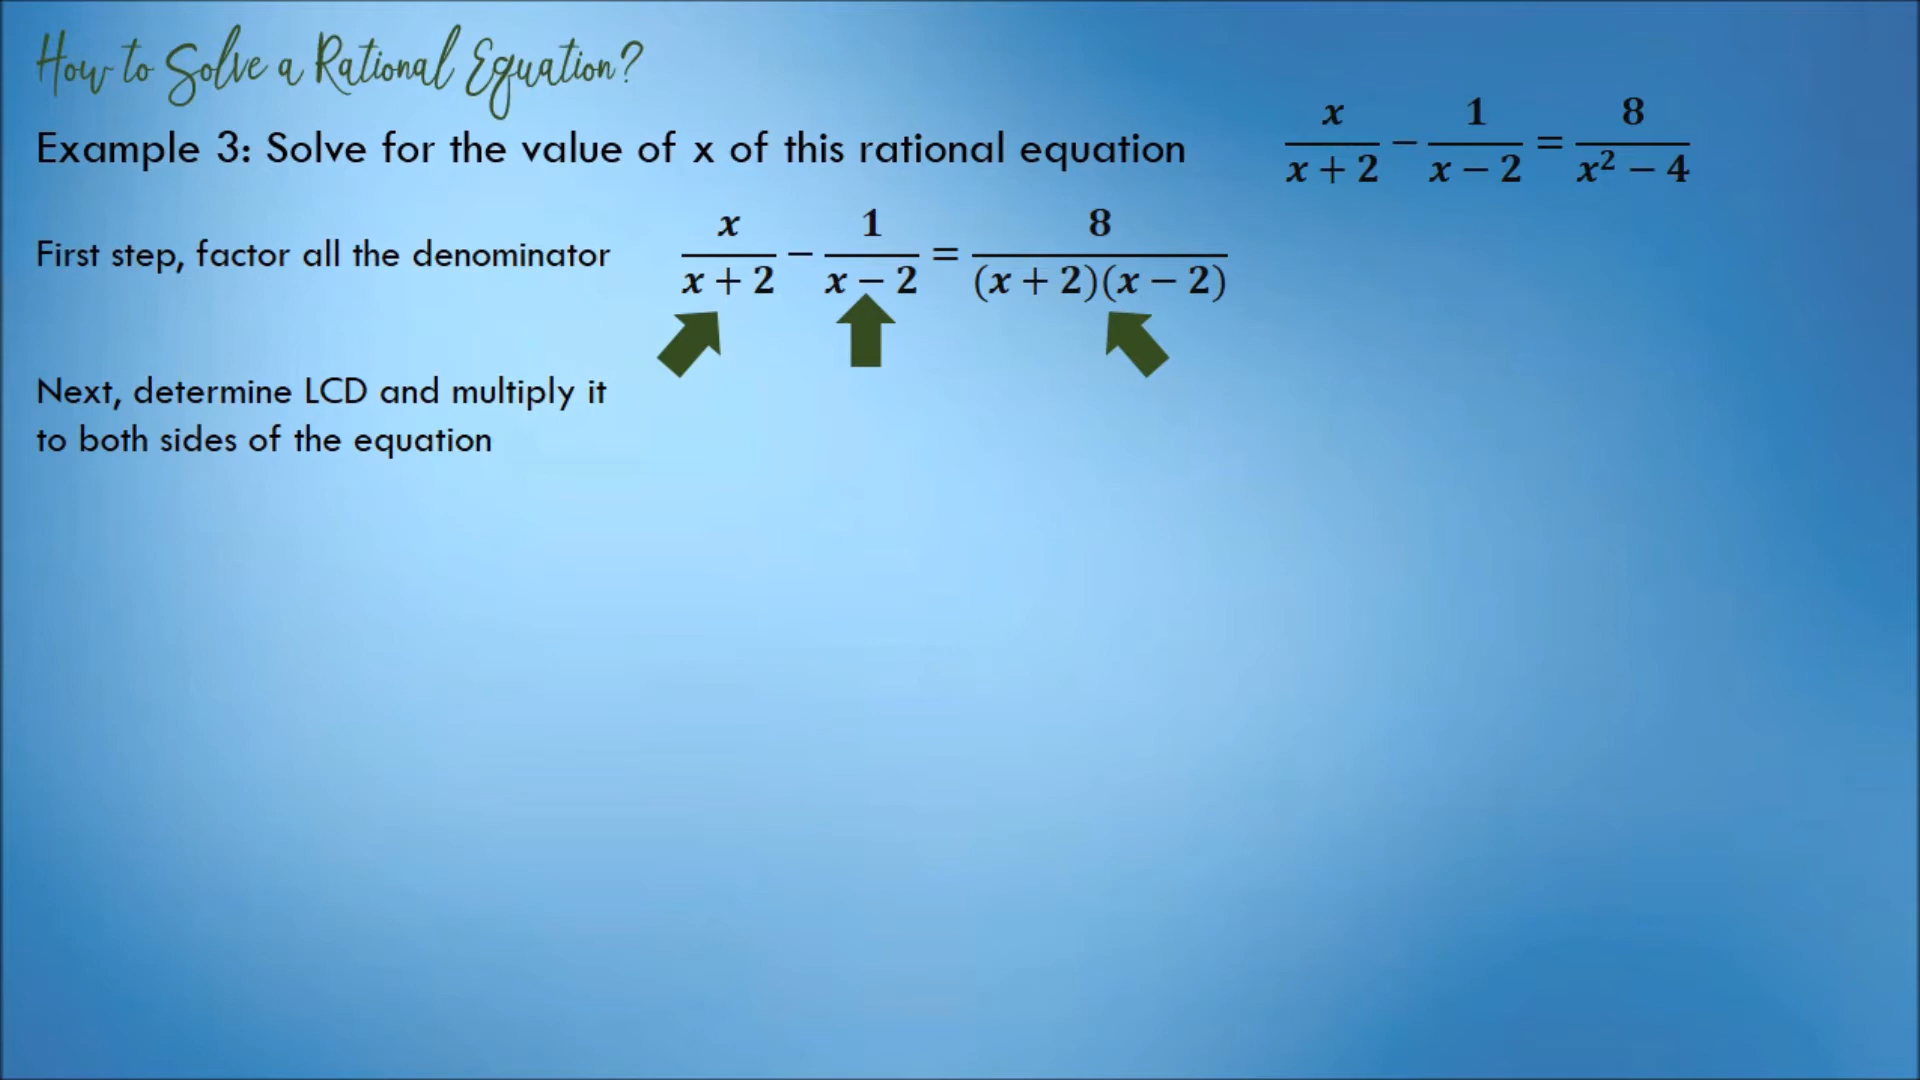 How to Solve a Rational Equation?
Example 3: Solve for the value of x of this rational equation x/(x + 2) − 1/(x − 2) = 8/(x² − 4)
First step, factor all the denominator x/(x + 2) − 1/(x − 2) = 8/((x + 2)(x − 2))
Next, determine LCD and multiply it
to both sides of the equation